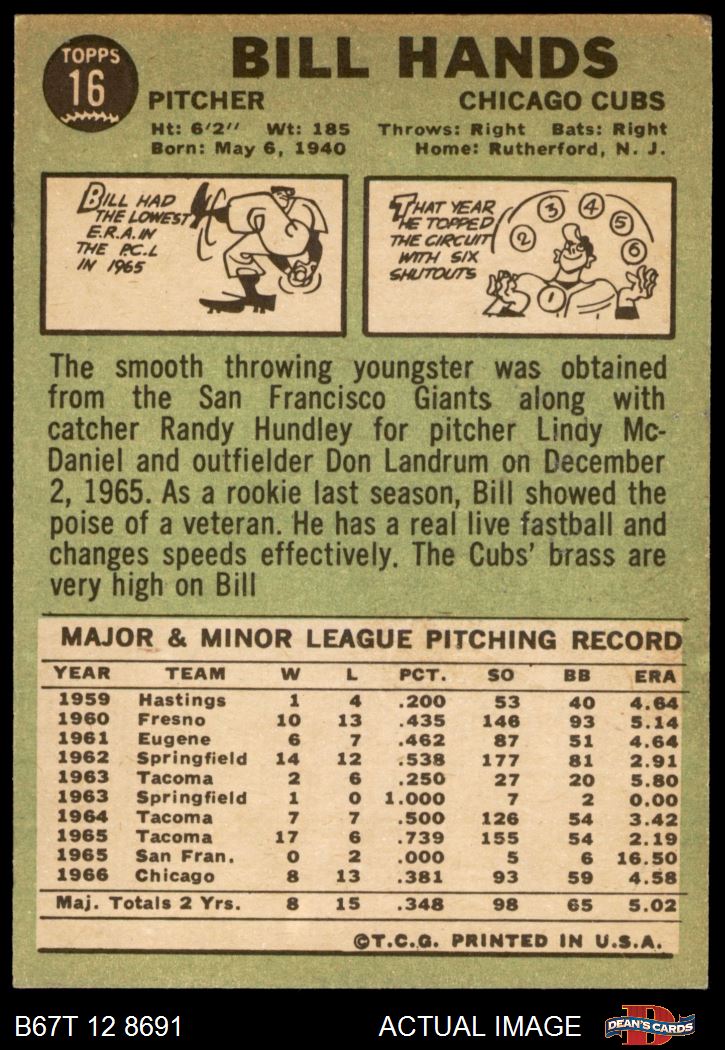 TOPPS
16
BILL HANDS
PITCHER CHICAGO CUBS
Ht: 6'2" Wt: 185 Throws: Right Bats: Right
Born: May 6, 1940 Home: Rutherford, N. J.
BILL HAD
THE LOWEST
E.R.A. IN
THE P.C.L
IN 1965
THAT YEAR
HE TOPPED
THE CIRCUIT
WITH SIX
SHUTOUTS
1 2 3 4 5 6
The smooth throwing youngster was obtained
from the San Francisco Giants along with
catcher Randy Hundley for pitcher Lindy Mc-
Daniel and outfielder Don Landrum on December
2, 1965. As a rookie last season, Bill showed the
poise of a veteran. He has a real live fastball and
changes speeds effectively. The Cubs' brass are
very high on Bill
MAJOR & MINOR LEAGUE PITCHING RECORD
YEAR TEAM W L PCT. SO BB ERA
1959 Hastings 1 4 .200 53 40 4.64
1960 Fresno 10 13 .435 146 93 5.14
1961 Eugene 6 7 .462 87 51 4.64
1962 Springfield 14 12 .538 177 81 2.91
1963 Tacoma 2 6 .250 27 20 5.80
1963 Springfield 1 0 1.000 7 2 0.00
1964 Tacoma 7 7 .500 126 54 3.42
1965 Tacoma 17 6 .739 155 54 2.19
1965 San Fran. 0 2 .000 5 6 16.50
1966 Chicago 8 13 .381 93 59 4.58
Maj. Totals 2 Yrs. 8 15 .348 98 65 5.02
©T.C.G. PRINTED IN U.S.A.
B67T 12 8691 ACTUAL IMAGE D DEAN'S CARDS